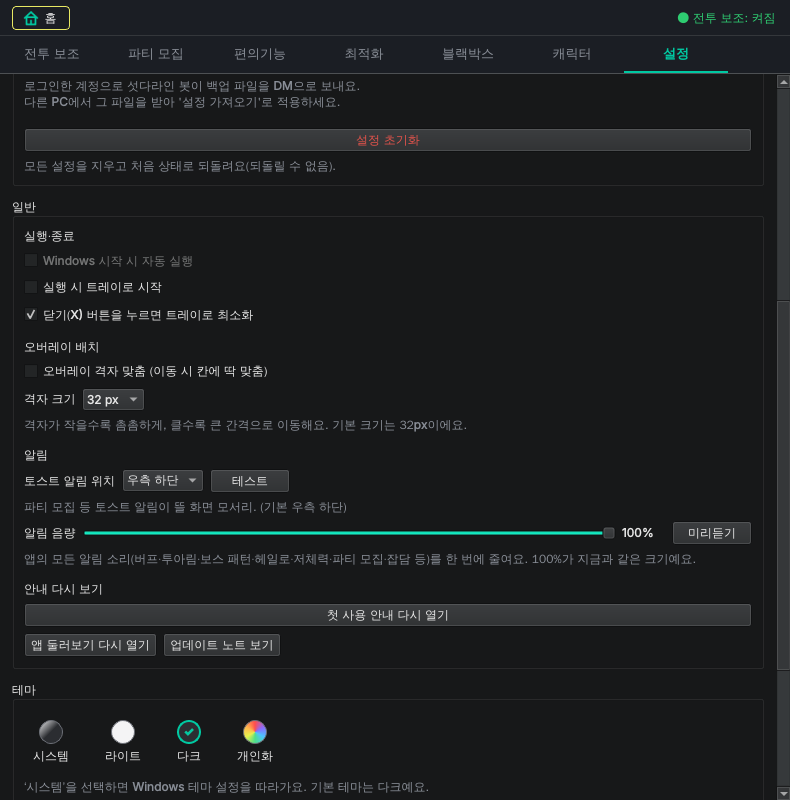 홈
전투 보조: 켜짐
전투 보조 파티 모집 편의기능 최적화 블랙박스 캐릭터 설정
로그인한 계정으로 섯다라인 봇이 백업 파일을 DM으로 보내요.
다른 PC에서 그 파일을 받아 '설정 가져오기'로 적용하세요.
설정 초기화
모든 설정을 지우고 처음 상태로 되돌려요(되돌릴 수 없음).
일반
실행·종료
Windows 시작 시 자동 실행
실행 시 트레이로 시작
닫기(X) 버튼을 누르면 트레이로 최소화
오버레이 배치
오버레이 격자 맞춤 (이동 시 칸에 딱 맞춤)
격자 크기 32 px
격자가 작을수록 촘촘하게, 클수록 큰 간격으로 이동해요. 기본 크기는 32px이에요.
알림
토스트 알림 위치 우측 하단 테스트
파티 모집 등 토스트 알림이 뜰 화면 모서리. (기본 우측 하단)
알림 음량 100% 미리듣기
앱의 모든 알림 소리(버프·투아림·보스 패턴·헤일로·저체력·파티 모집·잡담 등)를 한 번에 줄여요. 100%가 지금과 같은 크기예요.
안내 다시 보기
첫 사용 안내 다시 열기
앱 둘러보기 다시 열기 업데이트 노트 보기
테마
시스템 라이트 다크 개인화
'시스템'을 선택하면 Windows 테마 설정을 따라가요. 기본 테마는 다크예요.